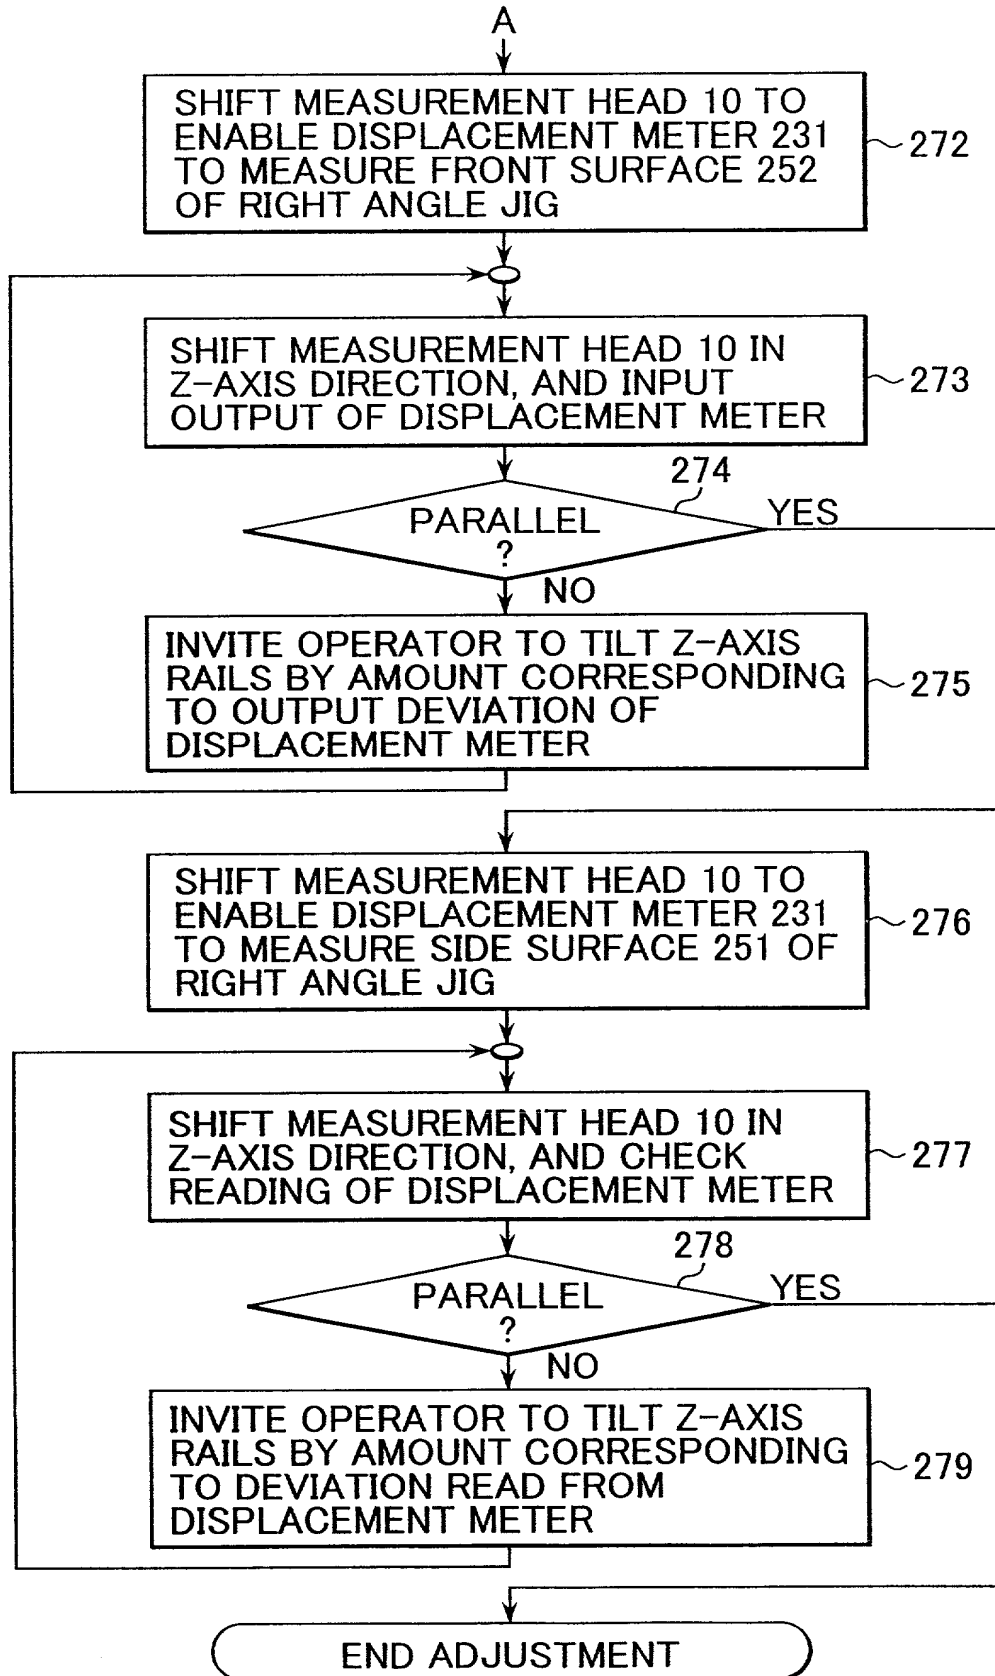 A
SHIFT MEASUREMENT HEAD 10 TO
ENABLE DISPLACEMENT METER 231
TO MEASURE FRONT SURFACE 252
OF RIGHT ANGLE JIG
272
SHIFT MEASUREMENT HEAD 10 IN
Z-AXIS DIRECTION, AND INPUT
OUTPUT OF DISPLACEMENT METER
273
274
PARALLEL
?
YES
NO
INVITE OPERATOR TO TILT Z-AXIS
RAILS BY AMOUNT CORRESPONDING
TO OUTPUT DEVIATION OF
DISPLACEMENT METER
275
SHIFT MEASUREMENT HEAD 10 TO
ENABLE DISPLACEMENT METER 231
TO MEASURE SIDE SURFACE 251 OF
RIGHT ANGLE JIG
276
SHIFT MEASUREMENT HEAD 10 IN
Z-AXIS DIRECTION, AND CHECK
READING OF DISPLACEMENT METER
277
278
PARALLEL
?
YES
NO
INVITE OPERATOR TO TILT Z-AXIS
RAILS BY AMOUNT CORRESPONDING
TO DEVIATION READ FROM
DISPLACEMENT METER
279
END ADJUSTMENT